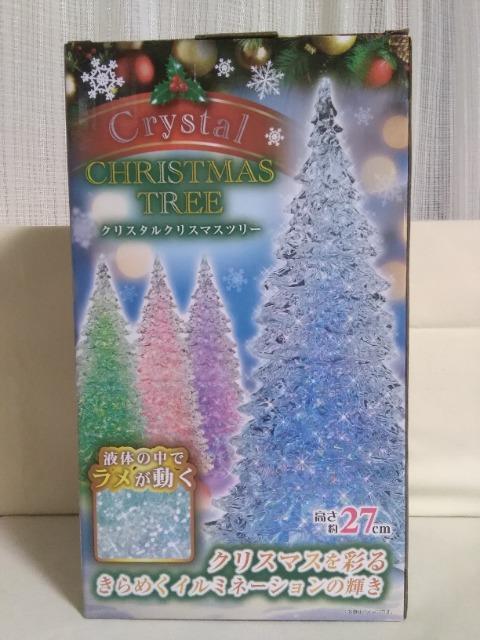 Crystal
CHRISTMAS
TREE
クリスタルクリスマスツリー
液体の中で
ラメが動く
高さ
約27cm
クリスマスを彩る
きらめくイルミネーションの輝き